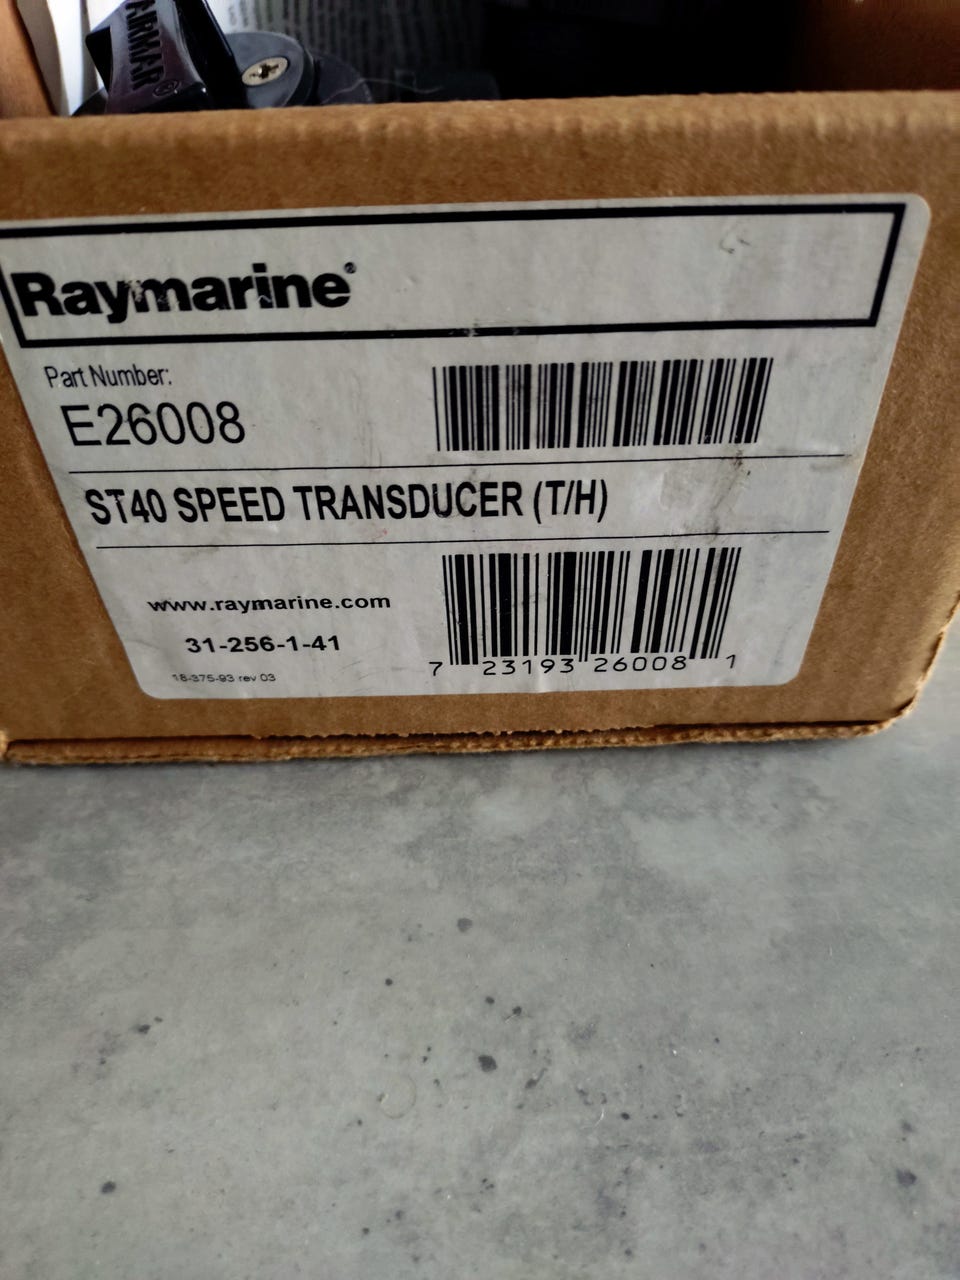 Raymarine®
Part Number:
E26008
ST40 SPEED TRANSDUCER (T/H)
www.raymarine.com
31-256-1-41
18-375-93 rev 03
7 23193 26008 1